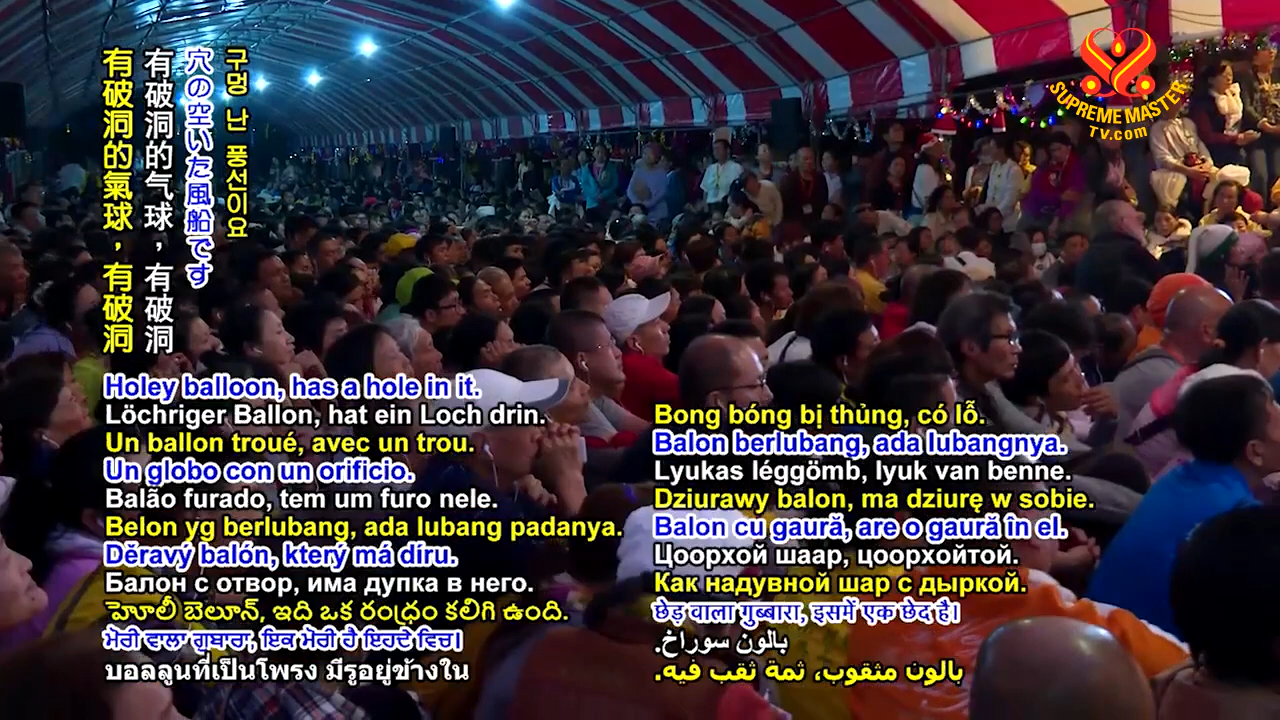 SUPREME MASTER
TV.com
有破洞的氣球，有破洞
有破洞的气球，有破洞
穴の空いた風船です
구멍 난 풍선이요
Holey balloon, has a hole in it.
Löchriger Ballon, hat ein Loch drin.
Un ballon troué, avec un trou.
Un globo con un orificio.
Balão furado, tem um furo nele.
Belon yg berlubang, ada lubang padanya.
Děravý balón, který má díru.
Балон с отвор, има дупка в него.
హెూలీ బెలూన్, ఇది ఒక రంధ్రం కలిగి ఉంది.
ਮੋਰੀ ਵਾਲਾ ਗੁਬਾਰਾ, ਇਕ ਮੋਰੀ ਹੈ ਇਹਦੇ ਵਿਚ।
บอลลูนที่เป็นโพรง มีรูอยู่ข้างใน
Bong bóng bị thủng, có lỗ.
Balon berlubang, ada lubangnya.
Lyukas léggömb, lyuk van benne.
Dziurawy balon, ma dziurę w sobie.
Balon cu gaură, are o gaură în el.
Цоорхой шаар, цоорхойтой.
Как надувной шар с дыркой.
छेड़ वाला गुब्बारा, इसमें एक छेद है।
بالون سوراخ.
بالون مثقوب، ثمة ثقب فيه.